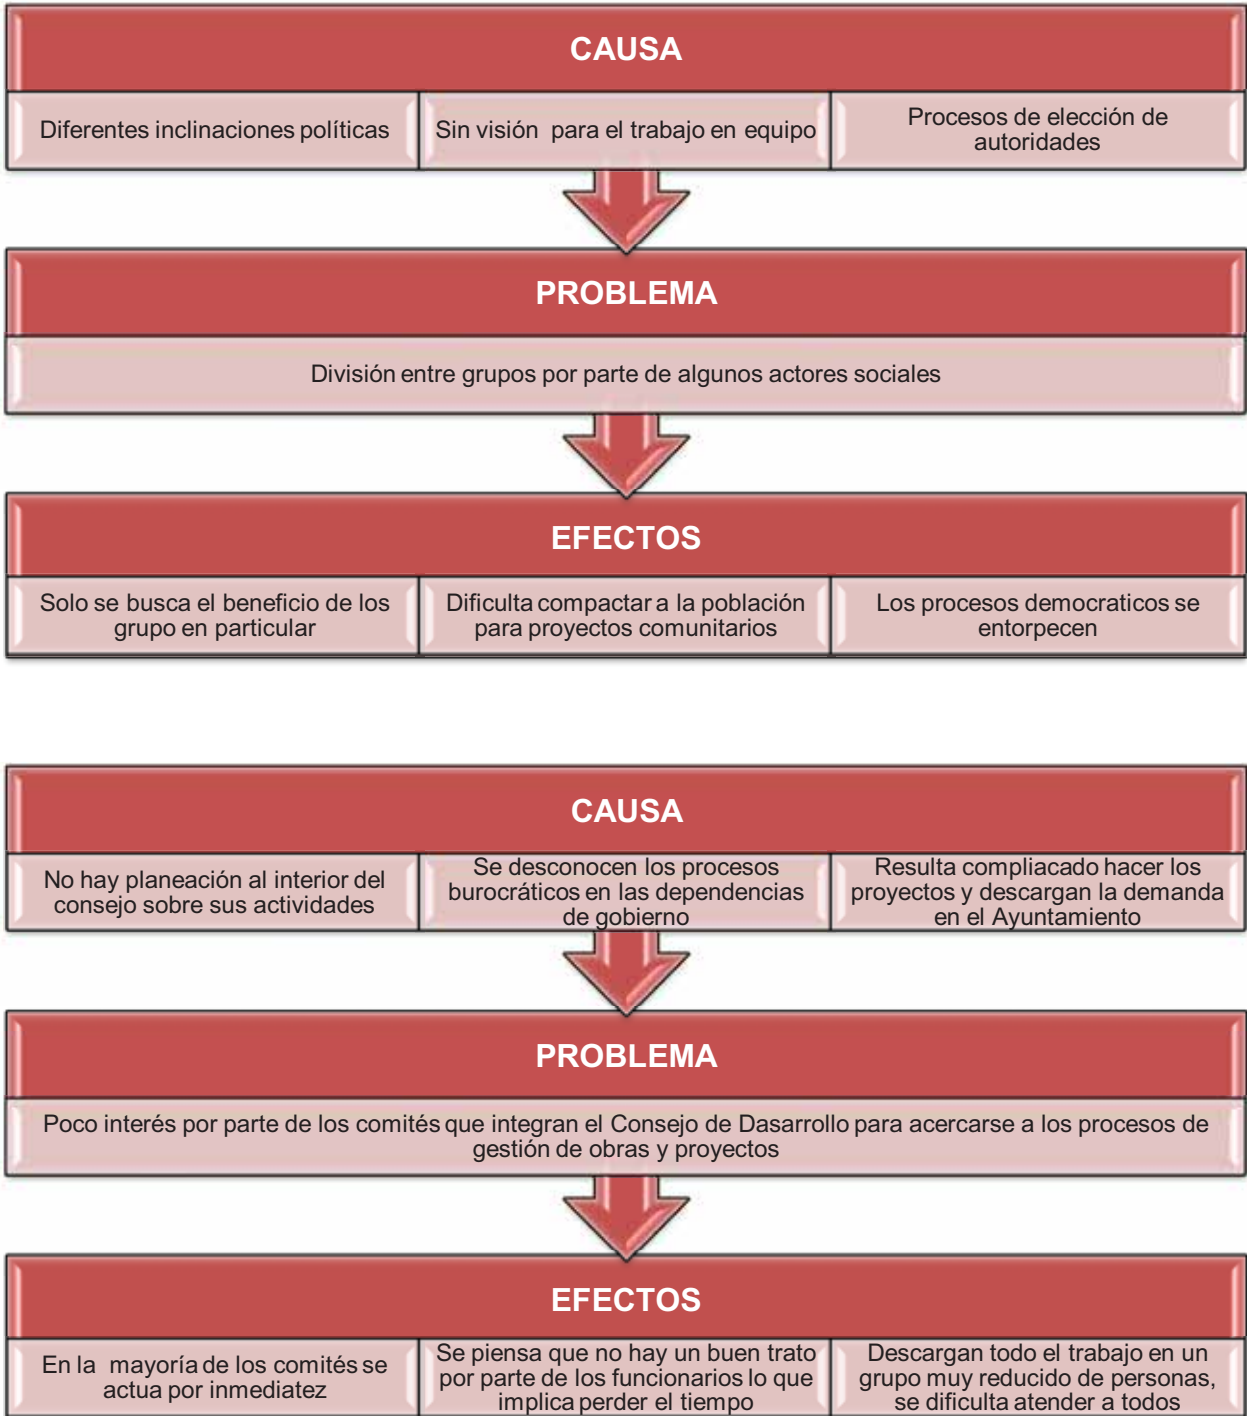 CAUSA
Diferentes inclinaciones políticas
Sin visión para el trabajo en equipo
Procesos de elección de
autoridades
PROBLEMA
División entre grupos por parte de algunos actores sociales
EFECTOS
Solo se busca el beneficio de los
grupo en particular
Dificulta compactar a la población
para proyectos comunitarios
Los procesos democraticos se
entorpecen
CAUSA
No hay planeación al interior del
consejo sobre sus actividades
Se desconocen los procesos
burocráticos en las dependencias
de gobierno
Resulta compliacado hacer los
proyectos y descargan la demanda
en el Ayuntamiento
PROBLEMA
Poco interés por parte de los comités que integran el Consejo de Dasarrollo para acercarse a los procesos de
gestión de obras y proyectos
EFECTOS
En la mayoría de los comités se
actua por inmediatez
Se piensa que no hay un buen trato
por parte de los funcionarios lo que
implica perder el tiempo
Descargan todo el trabajo en un
grupo muy reducido de personas,
se dificulta atender a todos